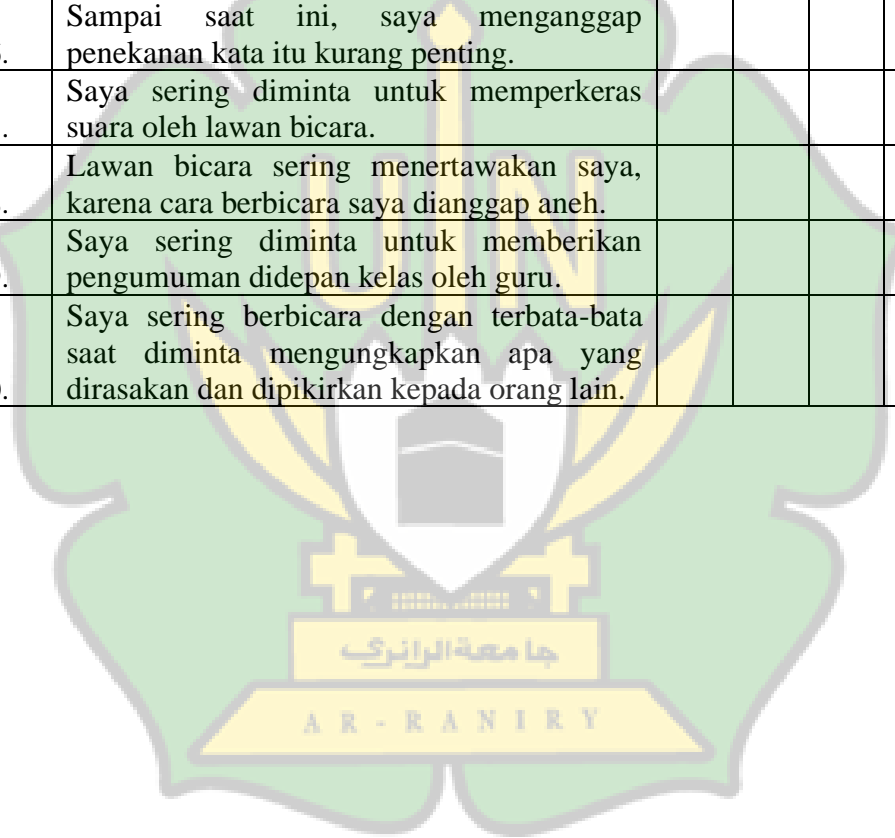 Sampai saat ini, saya menganggap
penekanan kata itu kurang penting.
Saya sering diminta untuk memperkeras
suara oleh lawan bicara.
Lawan bicara sering menertawakan saya,
karena cara berbicara saya dianggap aneh.
Saya sering diminta untuk memberikan
pengumuman didepan kelas oleh guru.
Saya sering berbicara dengan terbata-bata
saat diminta mengungkapkan apa yang
dirasakan dan dipikirkan kepada orang lain.
UIN
جامعة الرانري
AR-RANIRY